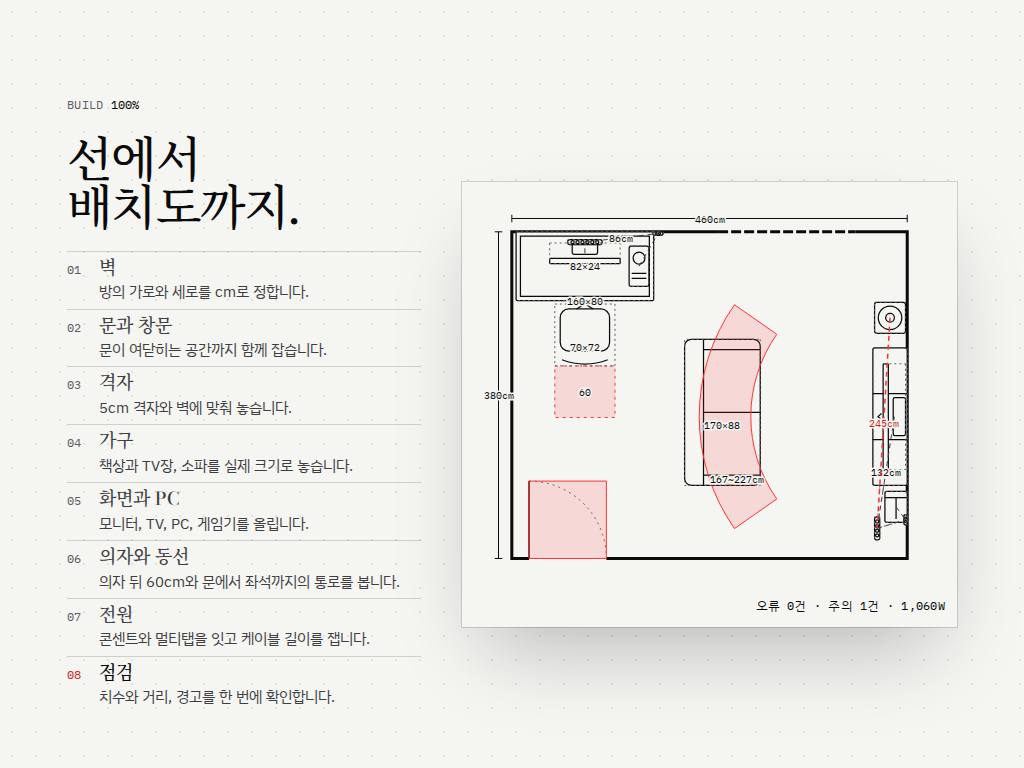 BUILD 100%
선에서
배치도까지.
01 벽
방의 가로와 세로를 cm로 정합니다.
02 문과 창문
문이 여닫히는 공간까지 함께 잡습니다.
03 격자
5cm 격자와 벽에 맞춰 놓습니다.
04 가구
책상과 TV장, 소파를 실제 크기로 놓습니다.
05 화면과 PC
모니터, TV, PC, 게임기를 올립니다.
06 의자와 동선
의자 뒤 60cm와 문에서 좌석까지의 통로를 봅니다.
07 전원
콘센트와 멀티탭을 잇고 케이블 길이를 잽니다.
08 점검
치수와 거리, 경고를 한 번에 확인합니다.
460cm
86cm
82×24
160×80
70×72
60
380cm
170×88
167~227cm
245cm
132cm
오류 0건 · 주의 1건 · 1,060W